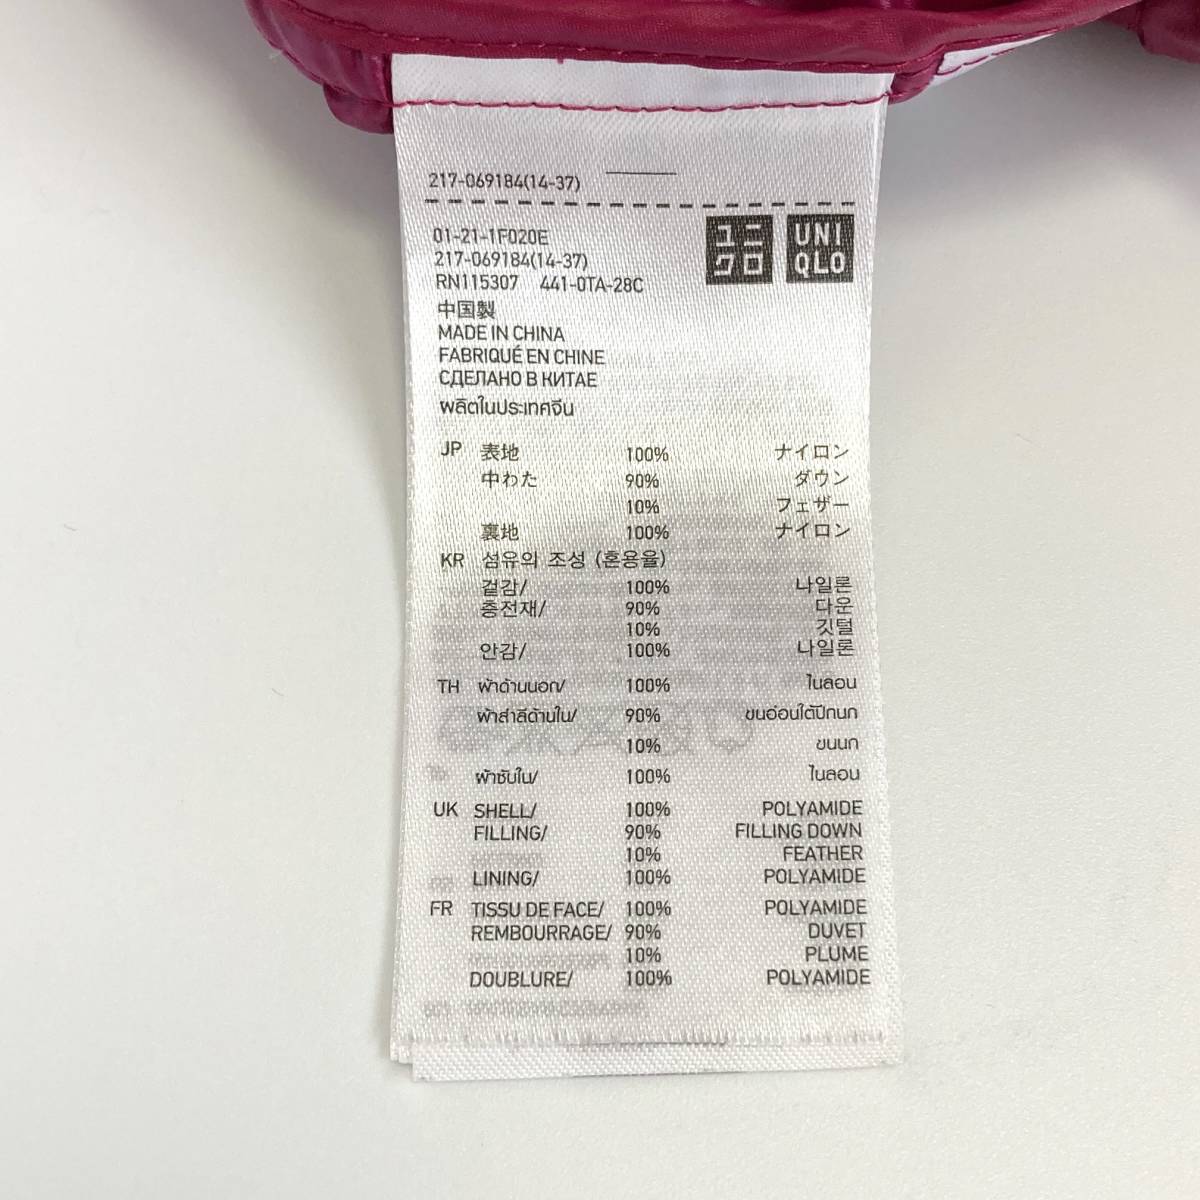 217-069184(14-37)
01-21-1F020E
217-069184(14-37)
RN115307 441-0TA-28C
ユニ
クロ
UNI
QLO
中国製
MADE IN CHINA
FABRIQUÉ EN CHINE
СДЕЛАНО В КИТАЕ
ผลิตในประเทศจีน
JP 表地 100% ナイロン
中わた 90% ダウン
10% フェザー
裏地 100% ナイロン
KR 섬유의 조성 (혼용율)
겉감/ 100% 나일론
충전재/ 90% 다운
10% 깃털
안감/ 100% 나일론
TH ผ้าด้านนอก/ 100% ไนลอน
ผ้าสำลีด้านใน/ 90% ขนอ่อนใต้ปีกนก
10% ขนนก
ผ้าซับใน/ 100% ไนลอน
UK SHELL/ 100% POLYAMIDE
FILLING/ 90% FILLING DOWN
10% FEATHER
LINING/ 100% POLYAMIDE
FR TISSU DE FACE/ 100% POLYAMIDE
REMBOURRAGE/ 90% DUVET
10% PLUME
DOUBLURE/ 100% POLYAMIDE